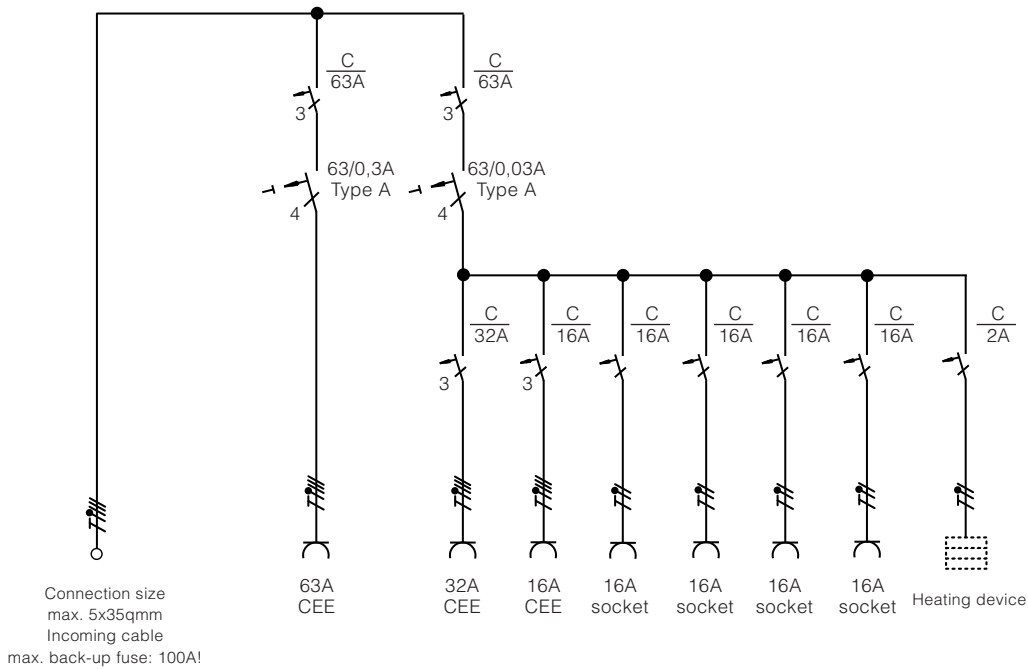 C
63A
3
C
63A
3
63/0,3A
Type A
4
63/0,03A
Type A
4
C
32A
3
C
16A
3
C
16A
C
16A
C
16A
C
16A
C
2A
Connection size
max. 5x35qmm
Incoming cable
max. back-up fuse: 100A!
63A
CEE
32A
CEE
16A
CEE
16A
socket
16A
socket
16A
socket
16A
socket
Heating device